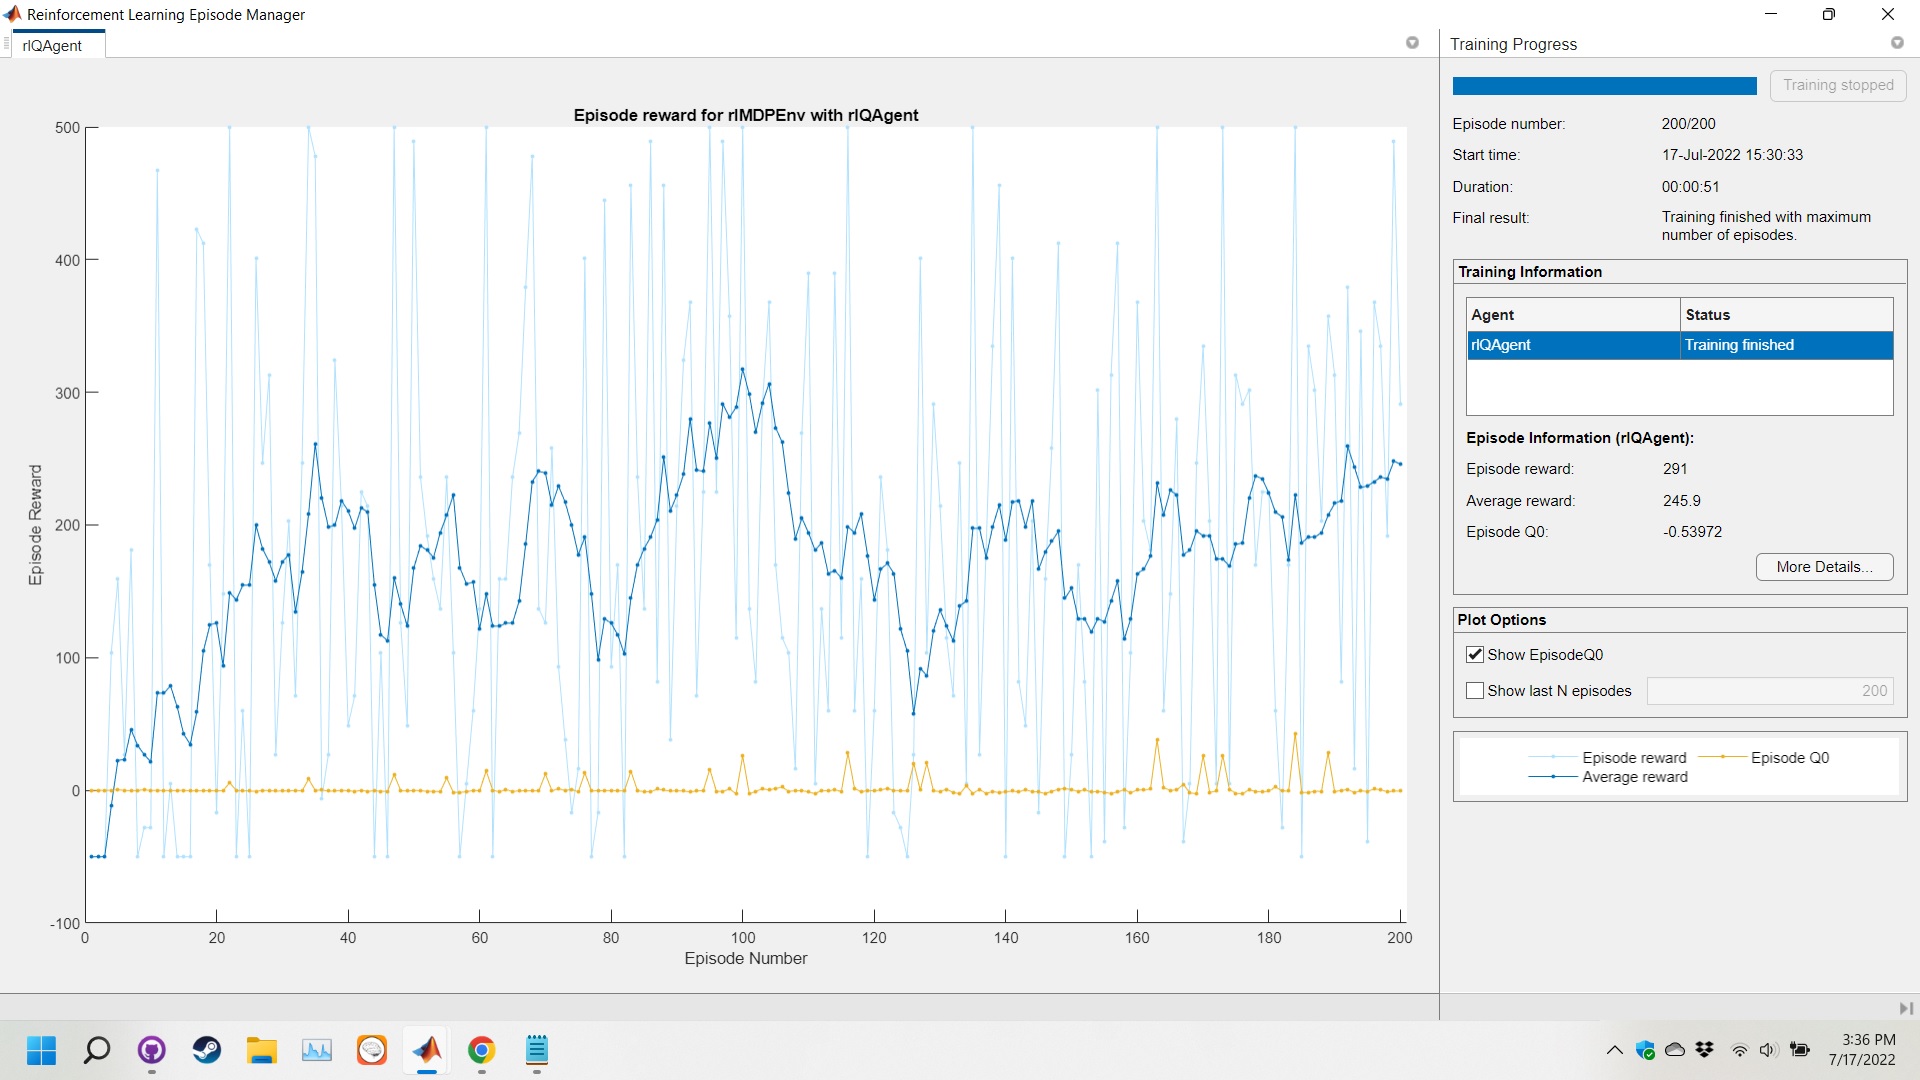 Reinforcement Learning Episode Manager
rlQAgent
Episode reward for rlMDPEnv with rlQAgent
500
400
300
200
100
0
-100
Episode Reward
0 20 40 60 80 100 120 140 160 180 200
Episode Number
Training Progress
Training stopped
Episode number: 200/200
Start time: 17-Jul-2022 15:30:33
Duration: 00:00:51
Final result: Training finished with maximum
number of episodes.
Training Information
Agent Status
rlQAgent Training finished
Episode Information (rlQAgent):
Episode reward: 291
Average reward: 245.9
Episode Q0: -0.53972
More Details...
Plot Options
Show EpisodeQ0
Show last N episodes 200
Episode reward Episode Q0
Average reward
3:36 PM
7/17/2022